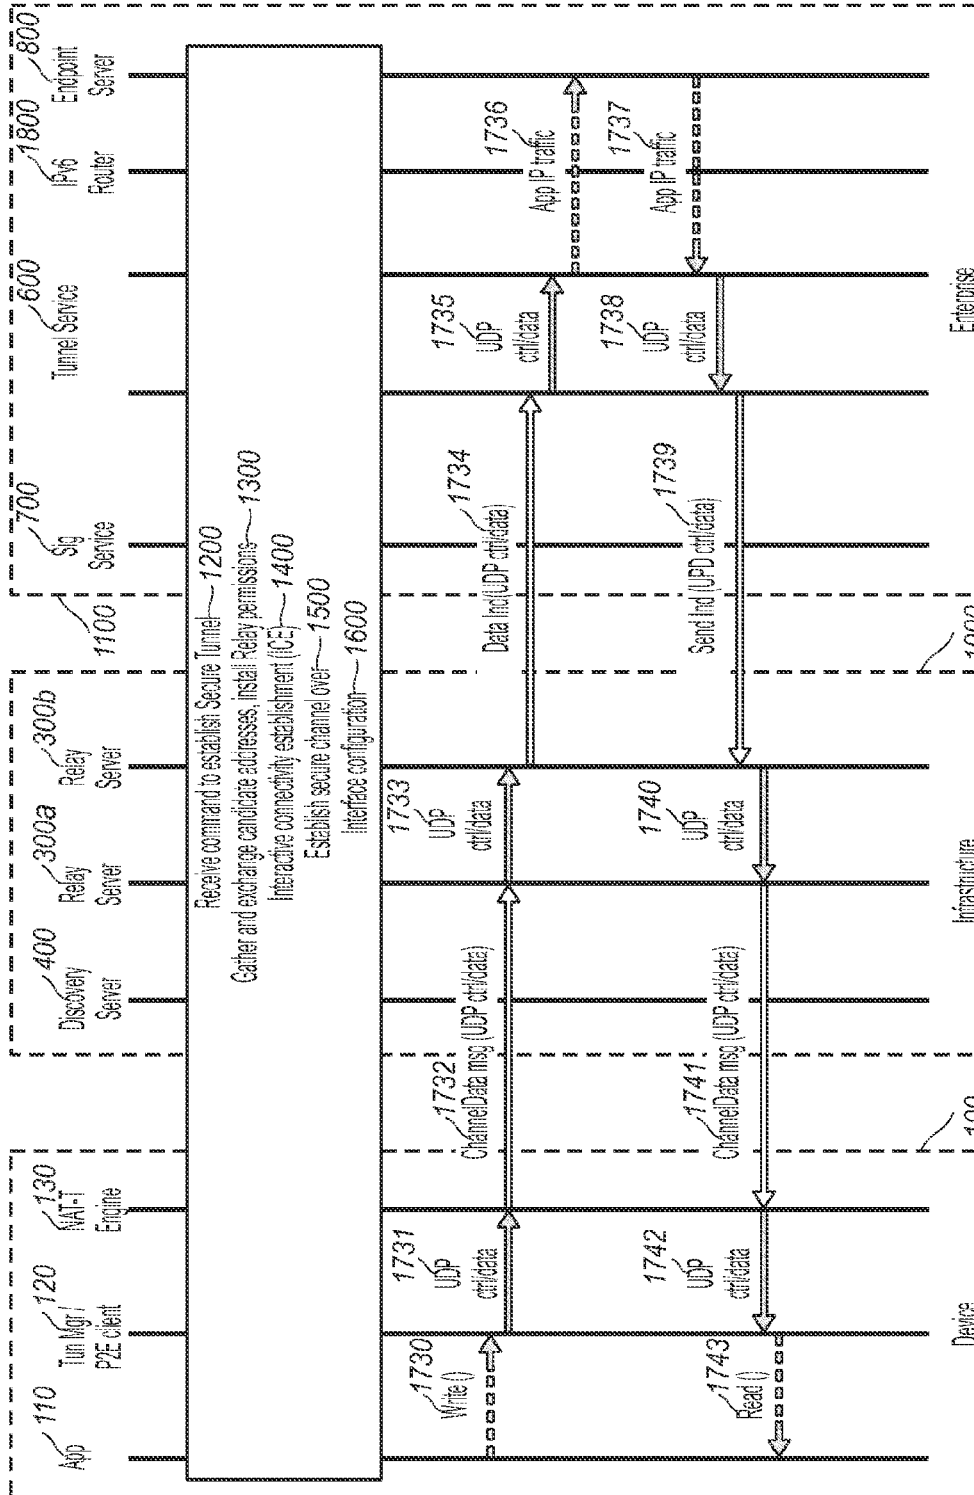 110
App
120
Tun Mgr /
P2E client
130
NAT-T
Engine
400
Discovery
Server
300a
Relay
Server
300b
Relay
Server
1100
700
Sig
Service
600
Tunnel Service
1800
IPv6
Router
800
Endpoint
Server
Receive command to establish Secure Tunnel 1200
Gather and exchange candidate addresses, install Relay permissions 1300
Interactive connectivity establishment (ICE) 1400
Establish secure channel over 1500
Interface configuration 1600
1730
Write ()
1731
UDP
ctrl/data
1732
ChannelData msg (UDP ctrl/data)
1733
UDP
ctrl/data
1734
Data Ind (UDP ctrl/data)
1735
UDP
ctrl/data
1736
App IP traffic
1743
Read ()
1742
UDP
ctrl/data
1741
ChannelData msg (UDP ctrl/data)
1740
UDP
ctrl/data
1739
Send Ind (UPD ctrl/data)
1738
UDP
ctrl/data
1737
App IP traffic
Device
Infrastructure
Enterprise